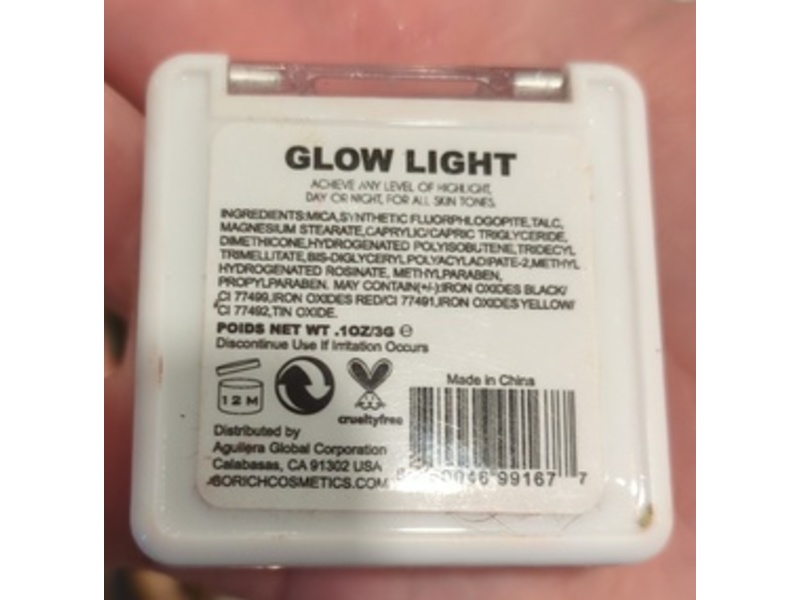 GLOW LIGHT
ACHIEVE ANY LEVEL OF HIGHLIGHT,
DAY OR NIGHT, FOR ALL SKIN TONES.
INGREDIENTS:MICA,SYNTHETIC FLUORPHLOGOPITE,TALC,
MAGNESIUM STEARATE,CAPRYLIC/CAPRIC TRIGLYCERIDE,
DIMETHICONE,HYDROGENATED POLYISOBUTENE,TRIDECYL
TRIMELLITATE,BIS-DIGLYCERYL POLYACYLADIPATE-2,METHYL
HYDROGENATED ROSINATE, METHYLPARABEN,
PROPYLPARABEN. MAY CONTAIN(+/-):IRON OXIDES BLACK/
CI 77499,IRON OXIDES RED/CI 77491,IRON OXIDES YELLOW/
CI 77492,TIN OXIDE.
POIDS NET WT .1OZ/3G ℮
Discontinue Use If Irritation Occurs
12M
crueltyfree
Made in China
Distributed by
Aguilera Global Corporation
Calabasas, CA 91302 USA
SORICHCOSMETICS.COM
99167 7